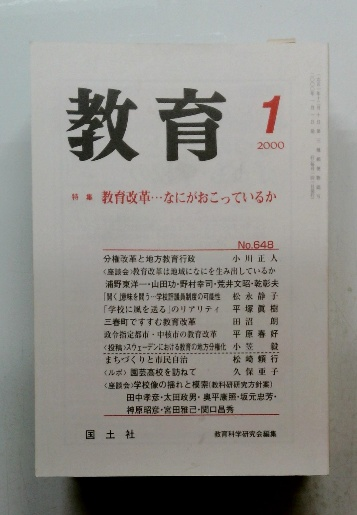 教育
1
2000
特集 教育改革…なにがおこっているか
No.648
分権改革と地方教育行政 小川正人
〈座談会〉教育改革は地域になにを生み出しているか
浦野東洋一・山田功・野村幸司・荒井文昭・乾彰夫
「開く」意味を問う―学校評議員制度の可能性 松永静子
「学校に風を送る」のリアリティ 平塚眞樹
三春町ですすむ教育改革 田沼朗
政令指定都市・中核市の教育改革 平原春好
〈投稿〉スウェーデンにおける教育の地方分権化 小笠毅
まちづくりと市民自治 松崎頼行
〈ルポ〉園芸高校を訪ねて 久保亜子
〈座談会〉学校像の揺れと模索(教科研研究方針案)
田中孝彦・太田政男・奥平康照・坂元忠芳・
神原昭彦・宮田雅己・関口昌秀
国土社
教育科学研究会編集